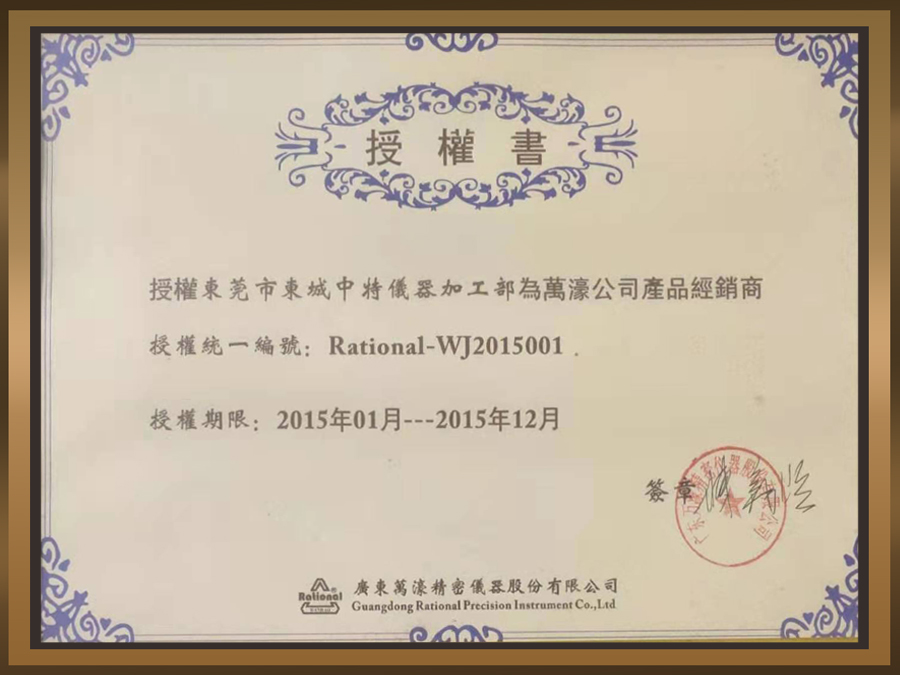 授權書
授權東莞市東城中特儀器加工部為萬濠公司產品經銷商
授權統一編號：Rational-WJ2015001 .
授權期限：2015年01月---2015年12月
簽章
Rational
廣東萬濠精密儀器股份有限公司
Guangdong Rational Precision Instrument Co.,Ltd